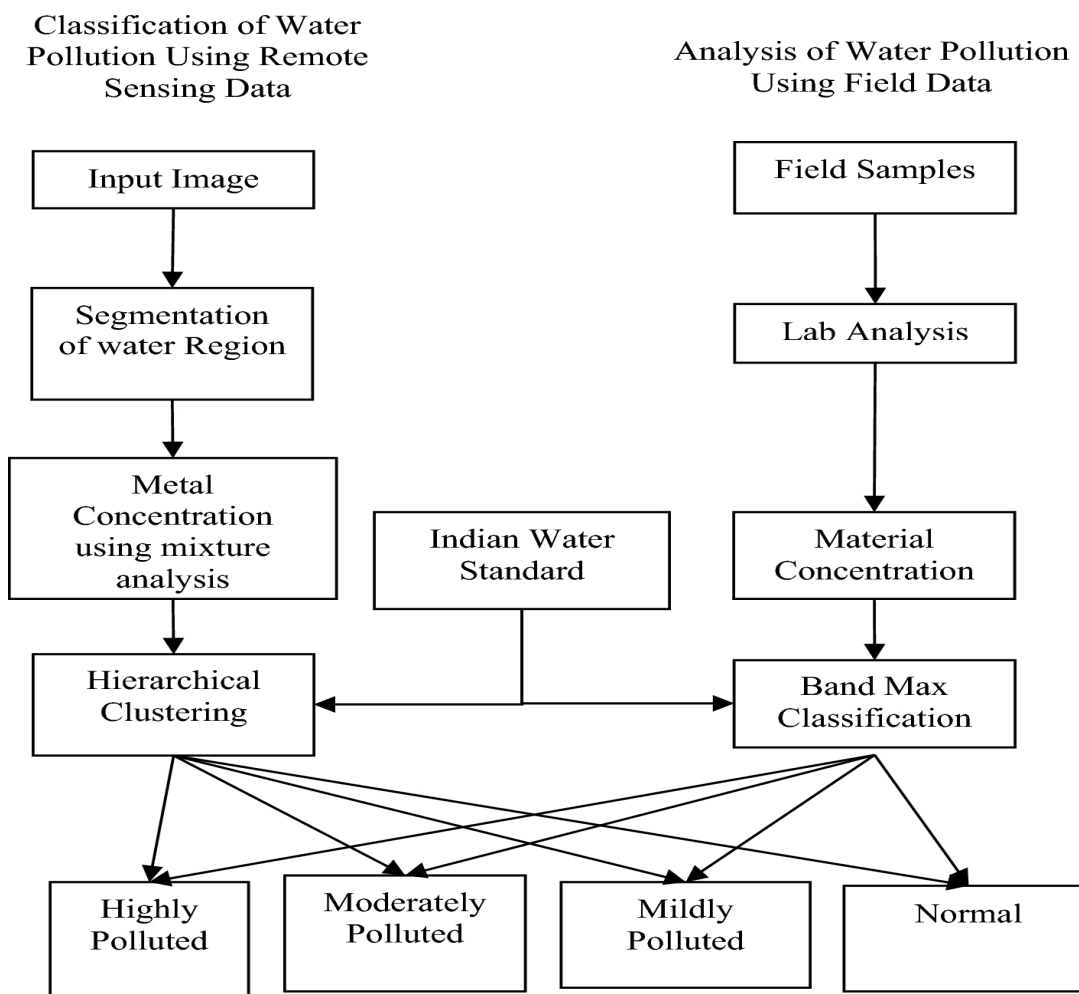 Classification of Water
Pollution Using Remote
Sensing Data
Analysis of Water Pollution
Using Field Data
Input Image
Field Samples
Segmentation
of water Region
Lab Analysis
Metal
Concentration
using mixture
analysis
Indian Water
Standard
Material
Concentration
Hierarchical
Clustering
Band Max
Classification
Highly
Polluted
Moderately
Polluted
Mildly
Polluted
Normal